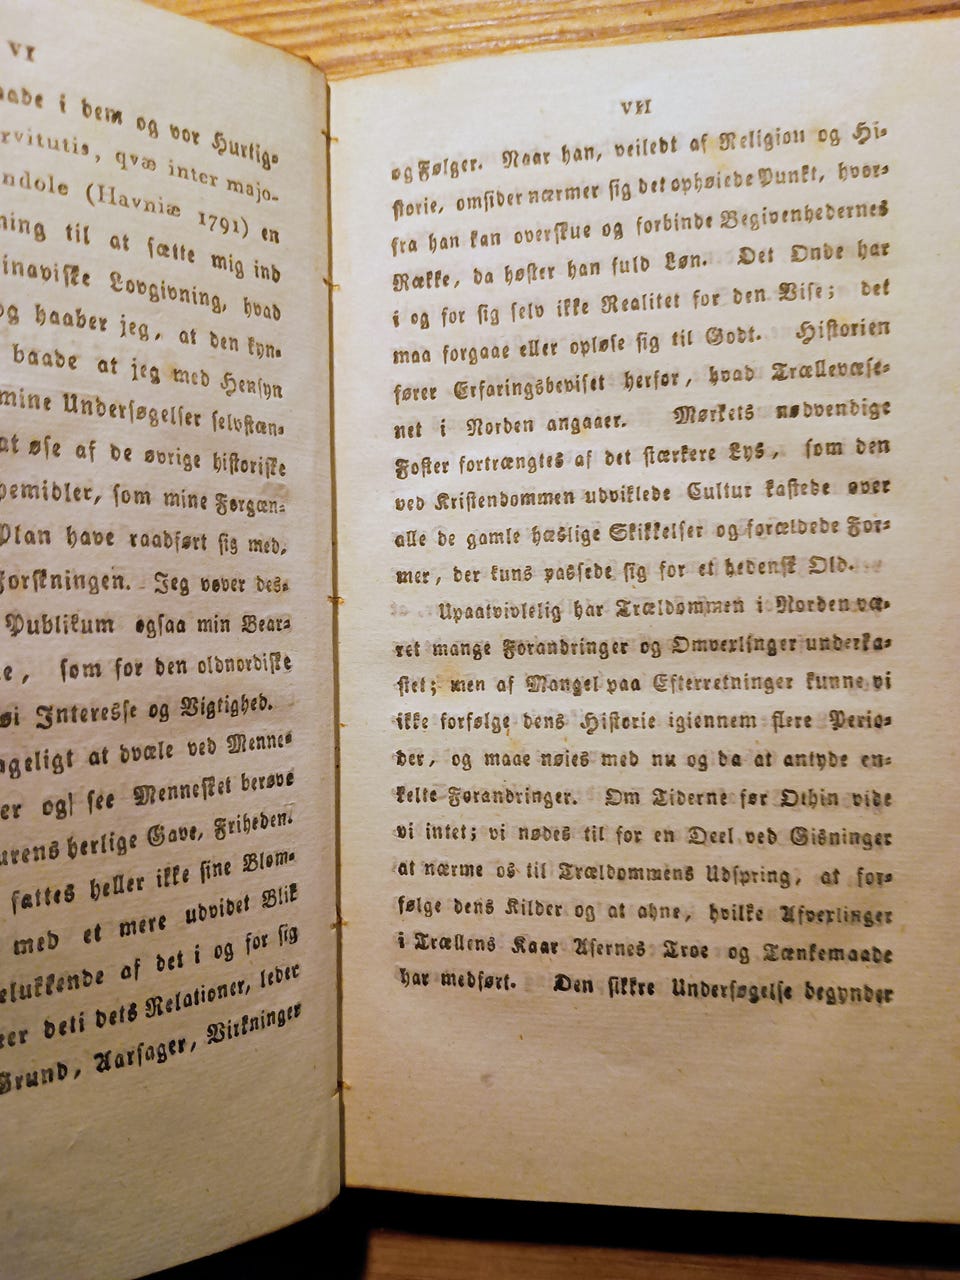 VI
i dem og vor Hurtig-
qvæ inter majo-
(Havniæ 1791) en
til at sætte mig ind
Lovgivning, hvad
og haaber jeg, at den kyn-
baade at jeg med Hensyn
mine Undersøgelser selvstæn-
at øse af de øvrige historiske
som mine Forgæn-
Plan have raadført sig med,
Forskningen. Jeg vover des-
Publikum ogsaa min Bear-
som for den oldnordiske
Interesse og Vigtighed.
at dvæle ved Menne-
og see Mennesket berøve
herlige Gave, Friheden.
fattes heller ikke sine Blom-
med et mere udvidet Blik
af det i og for sig
det i dets Relationer, leder
Grund, Aarsager, Virkninger
VII
og Følger. Naar han, veiledt af Religion og Hi-
storie, omsider nærmer sig det ophøiede Punkt, hvor-
fra han kan overskue og forbinde Begivenhedernes
Række, da høster han fuld Løn. Det Onde har
i og for sig selv ikke Realitet for den Vise; det
maa forgaae eller opløse sig til Godt. Historien
fører Erfaringsbeviset herfor, hvad Trællevæse-
net i Norden angaaer. Mørkets nødvendige
Foster fortrængtes af det stærkere Lys, som den
ved Kristendommen udviklede Cultur kastede over
alle de gamle hæslige Skikkelser og forældede For-
mer, der kuns passede sig for et hedensk Old.
Upaatvivlelig har Trældommen i Norden væ-
ret mange Forandringer og Omvexlinger underka-
stet; men af Mangel paa Efterretninger kunne vi
ikke forfølge dens Historie igiennem flere Perio-
der, og maae nøies med nu og da at antyde en-
kelte Forandringer. Om Tiderne før Othin vide
vi intet; vi nødes til for en Deel ved Gisninger
at nærme os til Trældommens Udspring, at for-
følge dens Kilder og at ahne, hvilke Afvexlinger
i Trællens Kaar Asernes Troe og Tænkemaade
har medført. Den sikkre Undersøgelse begynder